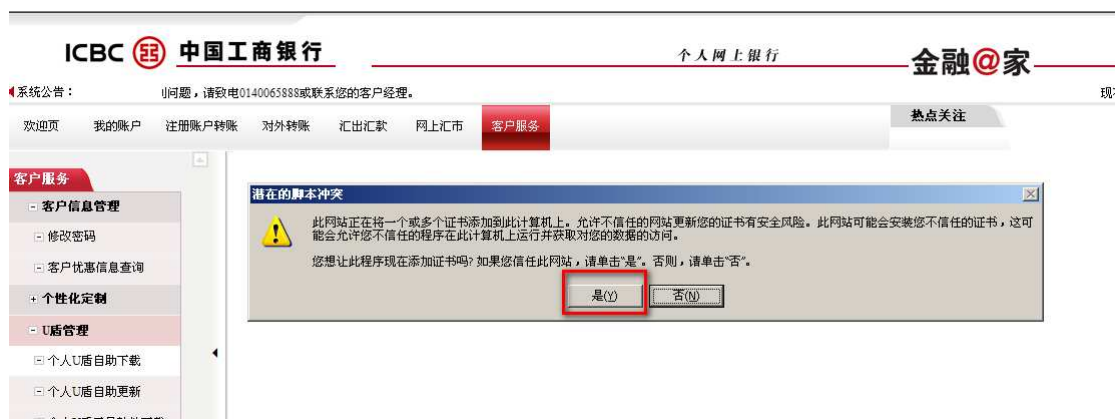 ICBC 中国工商银行
个人网上银行
金融@家
系统公告：
问题，请致电0140065888或联系您的客户经理。
欢迎页 我的账户 注册账户转账 对外转账 汇出汇款 网上汇市 客户服务
热点关注
客户服务
客户信息管理
修改密码
客户优惠信息查询
个性化定制
U盾管理
个人U盾自助下载
个人U盾自助更新
潜在的脚本冲突
此网站正在将一个或多个证书添加到此计算机上。允许不信任的网站更新您的证书有安全风险。此网站可能会安装您不信任的证书，这可
能会允许您不信任的程序在此计算机上运行并获取对您的数据的访问。
您想让此程序现在添加证书吗? 如果您信任此网站，请单击“是”。否则，请单击“否”。
是(Y) 否(N)